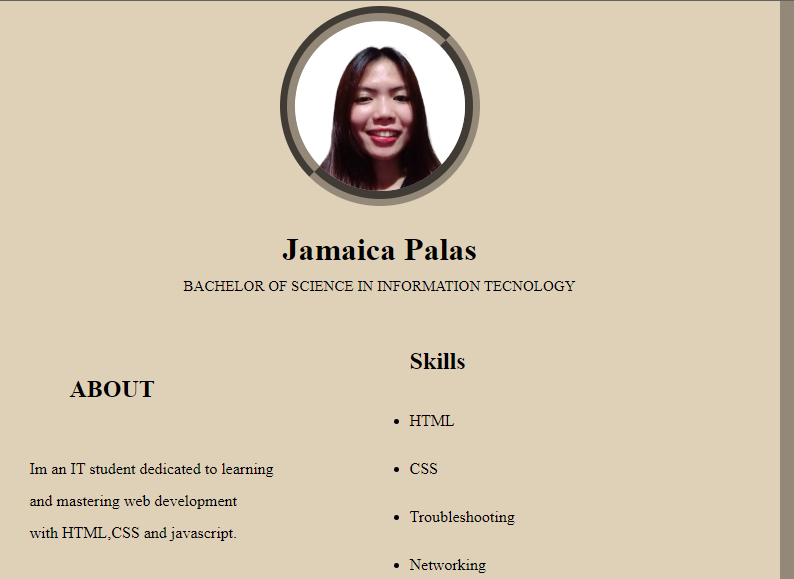 Jamaica Palas
BACHELOR OF SCIENCE IN INFORMATION TECNOLOGY
ABOUT
Im an IT student dedicated to learning
and mastering web development
with HTML,CSS and javascript.
Skills
HTML
CSS
Troubleshooting
Networking